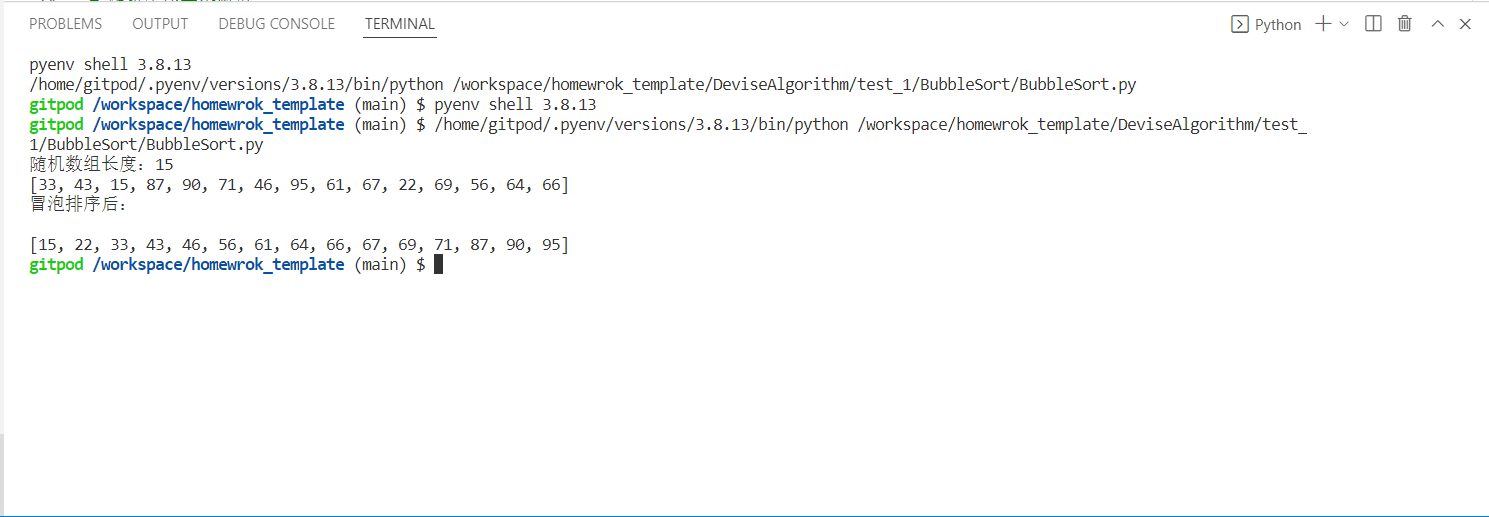 PROBLEMS OUTPUT DEBUG CONSOLE TERMINAL Python
pyenv shell 3.8.13
/home/gitpod/.pyenv/versions/3.8.13/bin/python /workspace/homewrok_template/DeviseAlgorithm/test_1/BubbleSort/BubbleSort.py
gitpod /workspace/homewrok_template (main) $ pyenv shell 3.8.13
gitpod /workspace/homewrok_template (main) $ /home/gitpod/.pyenv/versions/3.8.13/bin/python /workspace/homewrok_template/DeviseAlgorithm/test_
1/BubbleSort/BubbleSort.py
随机数组长度：15
[33, 43, 15, 87, 90, 71, 46, 95, 61, 67, 22, 69, 56, 64, 66]
冒泡排序后：
[15, 22, 33, 43, 46, 56, 61, 64, 66, 67, 69, 71, 87, 90, 95]
gitpod /workspace/homewrok_template (main) $